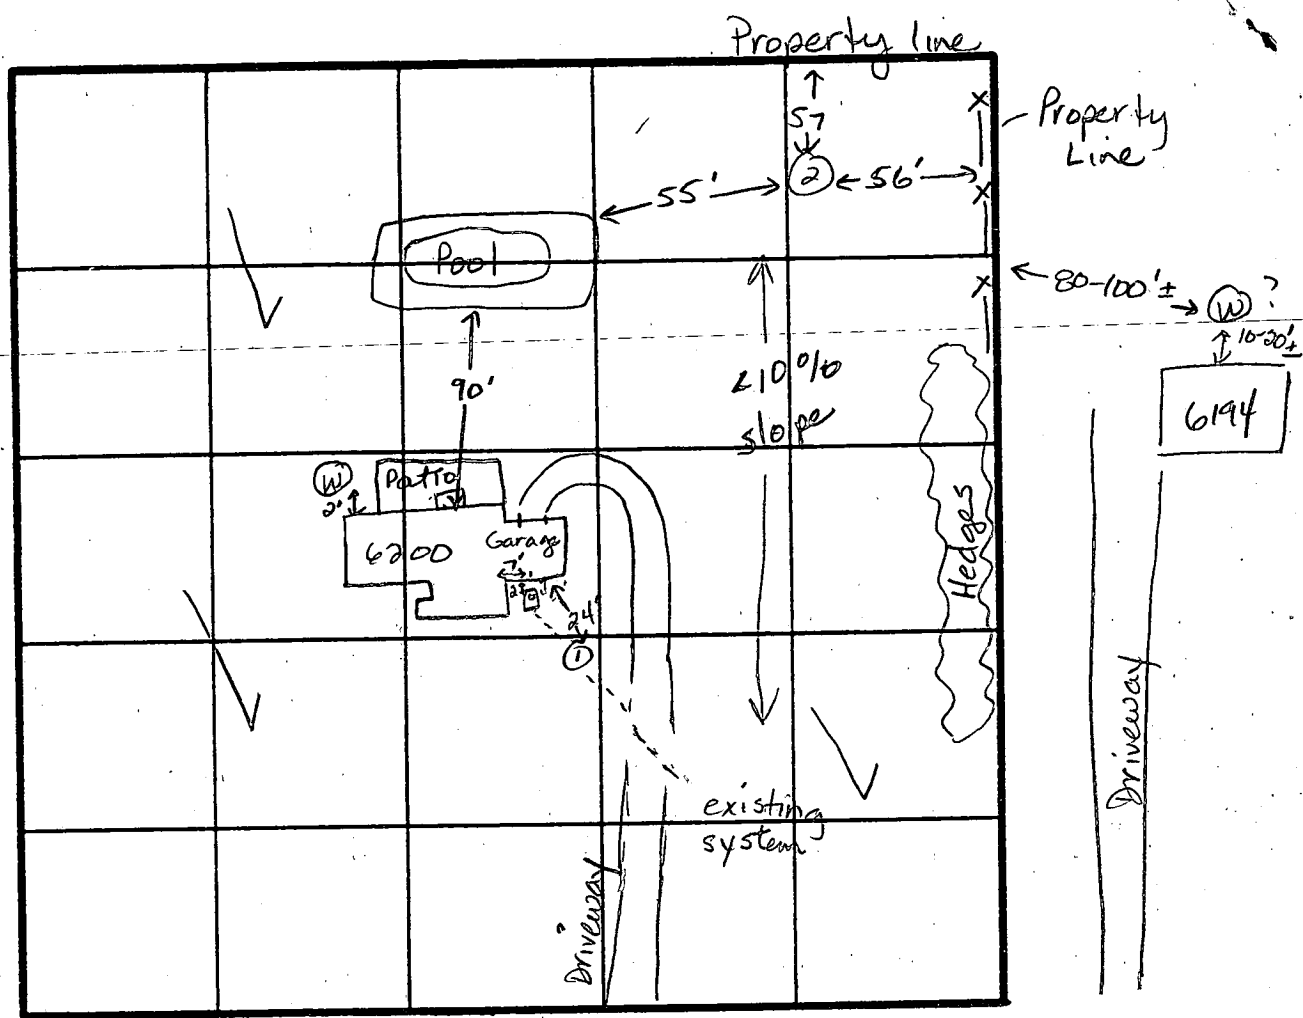 Property line
57
Property
Line
55'
2
56'
Pool
80-100'±
W ?
10-20'±
90'
<10%
slope
6194
W
Patio
2'
6200
Garage
7'
Hedges
24'
1
Driveway
existing
system
Driveway